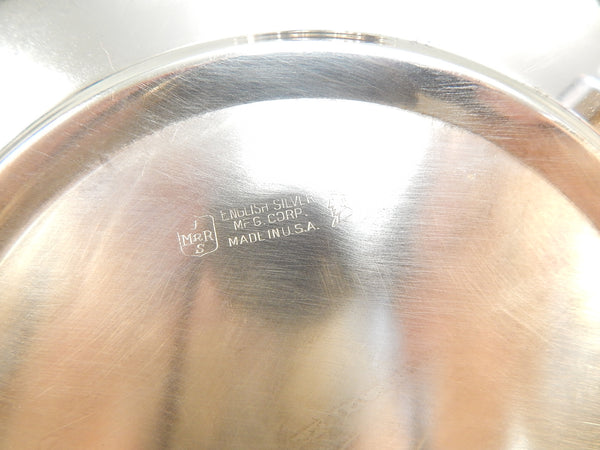 J
M&R
S
ENGLISH SILVER
MFG. CORP.
MADE IN U.S.A.